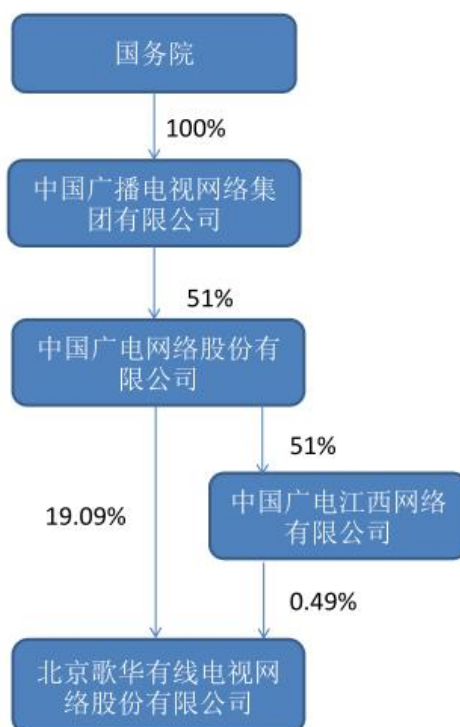 国务院
100%
中国广播电视网络集
团有限公司
51%
中国广电网络股份有
限公司
51%
19.09%
中国广电江西网络
有限公司
0.49%
北京歌华有线电视网
络股份有限公司